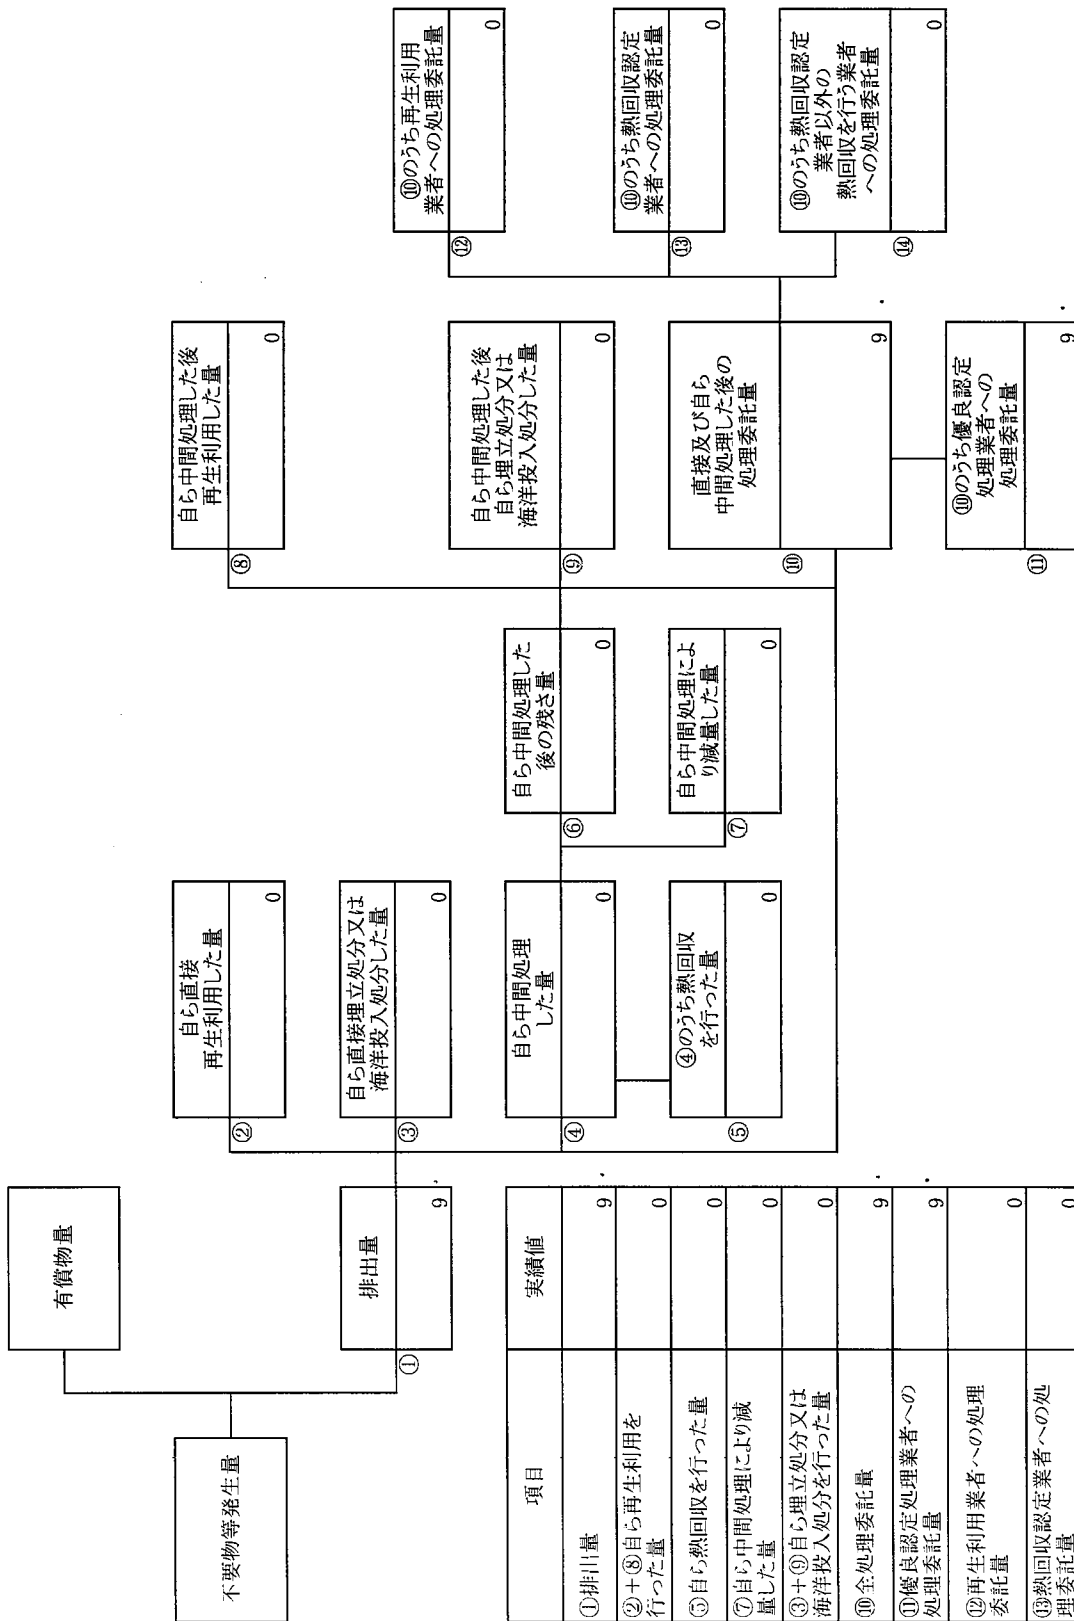 不要物等発生量
有償物量
排出量
①
9
自ら直接
再生利用した量
②
0
自ら直接埋立処分又は
海洋投入処分した量
③
0
自ら中間処理
した量
④
0
④のうち熱回収
を行った量
⑤
0
自ら中間処理した
後の残さ量
⑥
0
自ら中間処理によ
り減量した量
⑦
0
自ら中間処理した後
再生利用した量
⑧
0
自ら中間処理した後
自ら埋立処分又は
海洋投入処分した量
⑨
0
直接及び自ら
中間処理した後の
処理委託量
⑩
9
⑩のうち優良認定
処理業者への
処理委託量
⑪
9
⑩のうち再生利用
業者への処理委託量
⑫
0
⑩のうち熱回収認定
業者への処理委託量
⑬
0
⑩のうち熱回収認定
業者以外の
熱回収を行う業者
への処理委託量
⑭
0
項目 実績値
①排出量 9
②+⑧自ら再生利用を
行った量 0
⑤自ら熱回収を行った量 0
⑦自ら中間処理により減
量した量 0
③+⑨自ら埋立処分又は
海洋投入処分を行った量 0
⑩全処理委託量 9
⑪優良認定処理業者への
処理委託量 9
⑫再生利用業者への処理
委託量 0
⑬熱回収認定業者への処
理委託量 0